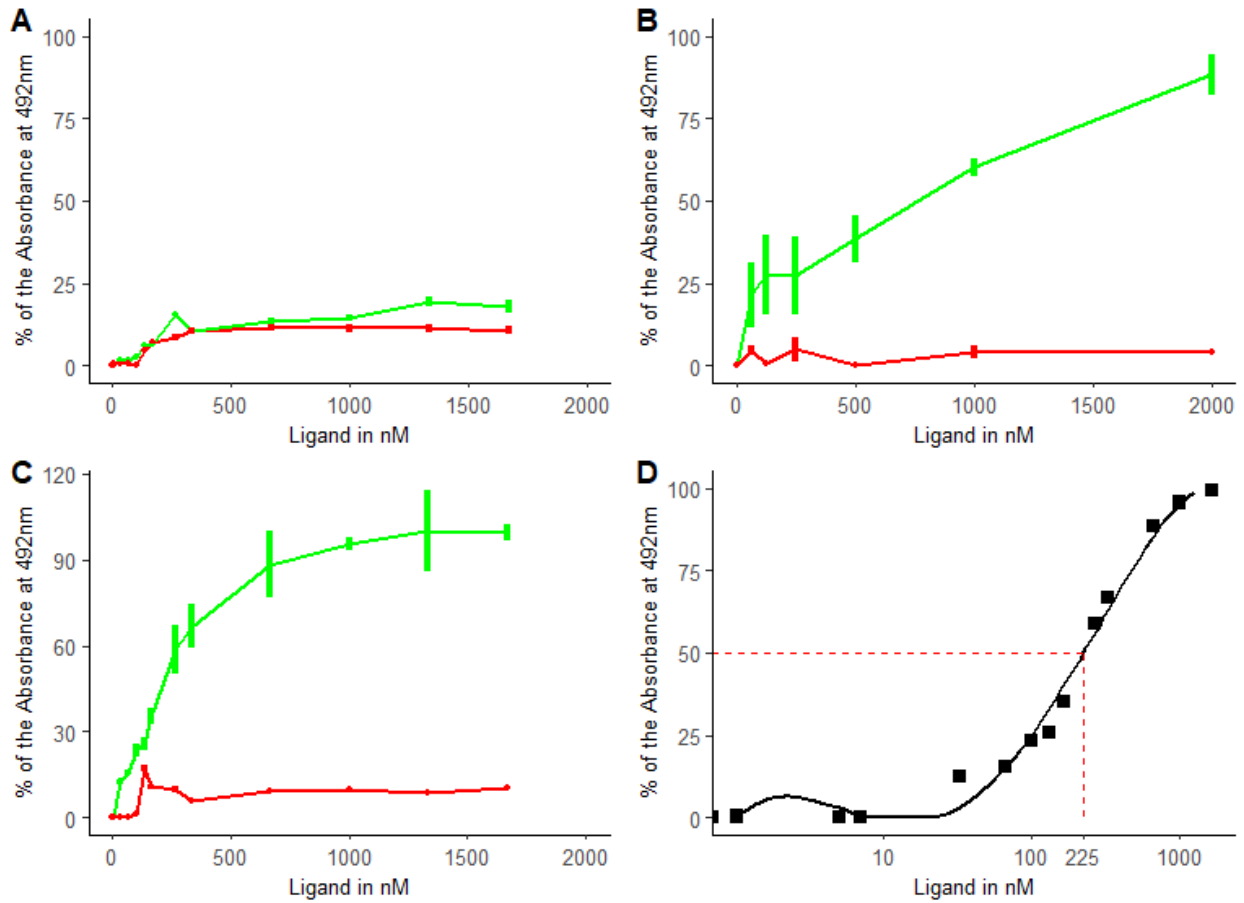 A
% of the Absorbance at 492nm
100
75
50
25
0
0 500 1000 1500 2000
Ligand in nM
B
% of the Absorbance at 492nm
100
75
50
25
0
0 500 1000 1500 2000
Ligand in nM
C
% of the Absorbance at 492nm
120
90
60
30
0
0 500 1000 1500 2000
Ligand in nM
D
% of the Absorbance at 492nm
100
75
50
25
0
10 100 225 1000
Ligand in nM